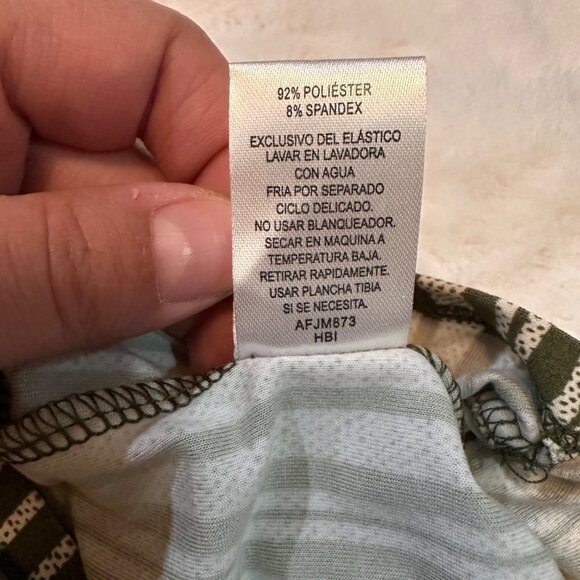 92% POLIÉSTER
8% SPANDEX
EXCLUSIVO DEL ELÁSTICO
LAVAR EN LAVADORA
CON AGUA
FRIA POR SEPARADO
CICLO DELICADO.
NO USAR BLANQUEADOR.
SECAR EN MAQUINA A
TEMPERATURA BAJA.
RETIRAR RAPIDAMENTE.
USAR PLANCHA TIBIA
SI SE NECESITA.
AFJM873
HBI